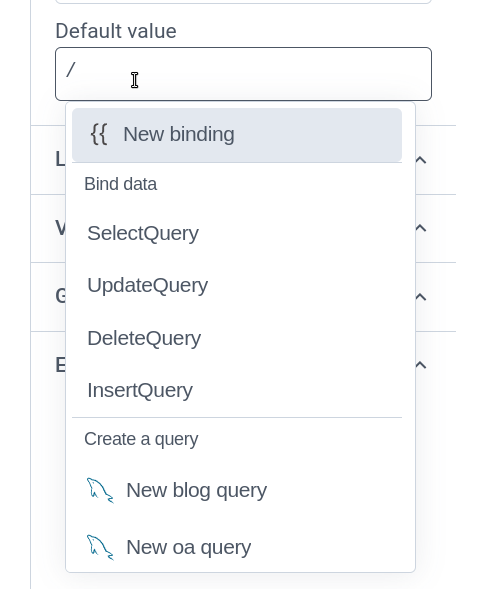 Default value
/
{{ New binding
L
Bind data
V
SelectQuery
UpdateQuery
G
DeleteQuery
E
InsertQuery
Create a query
New blog query
New oa query